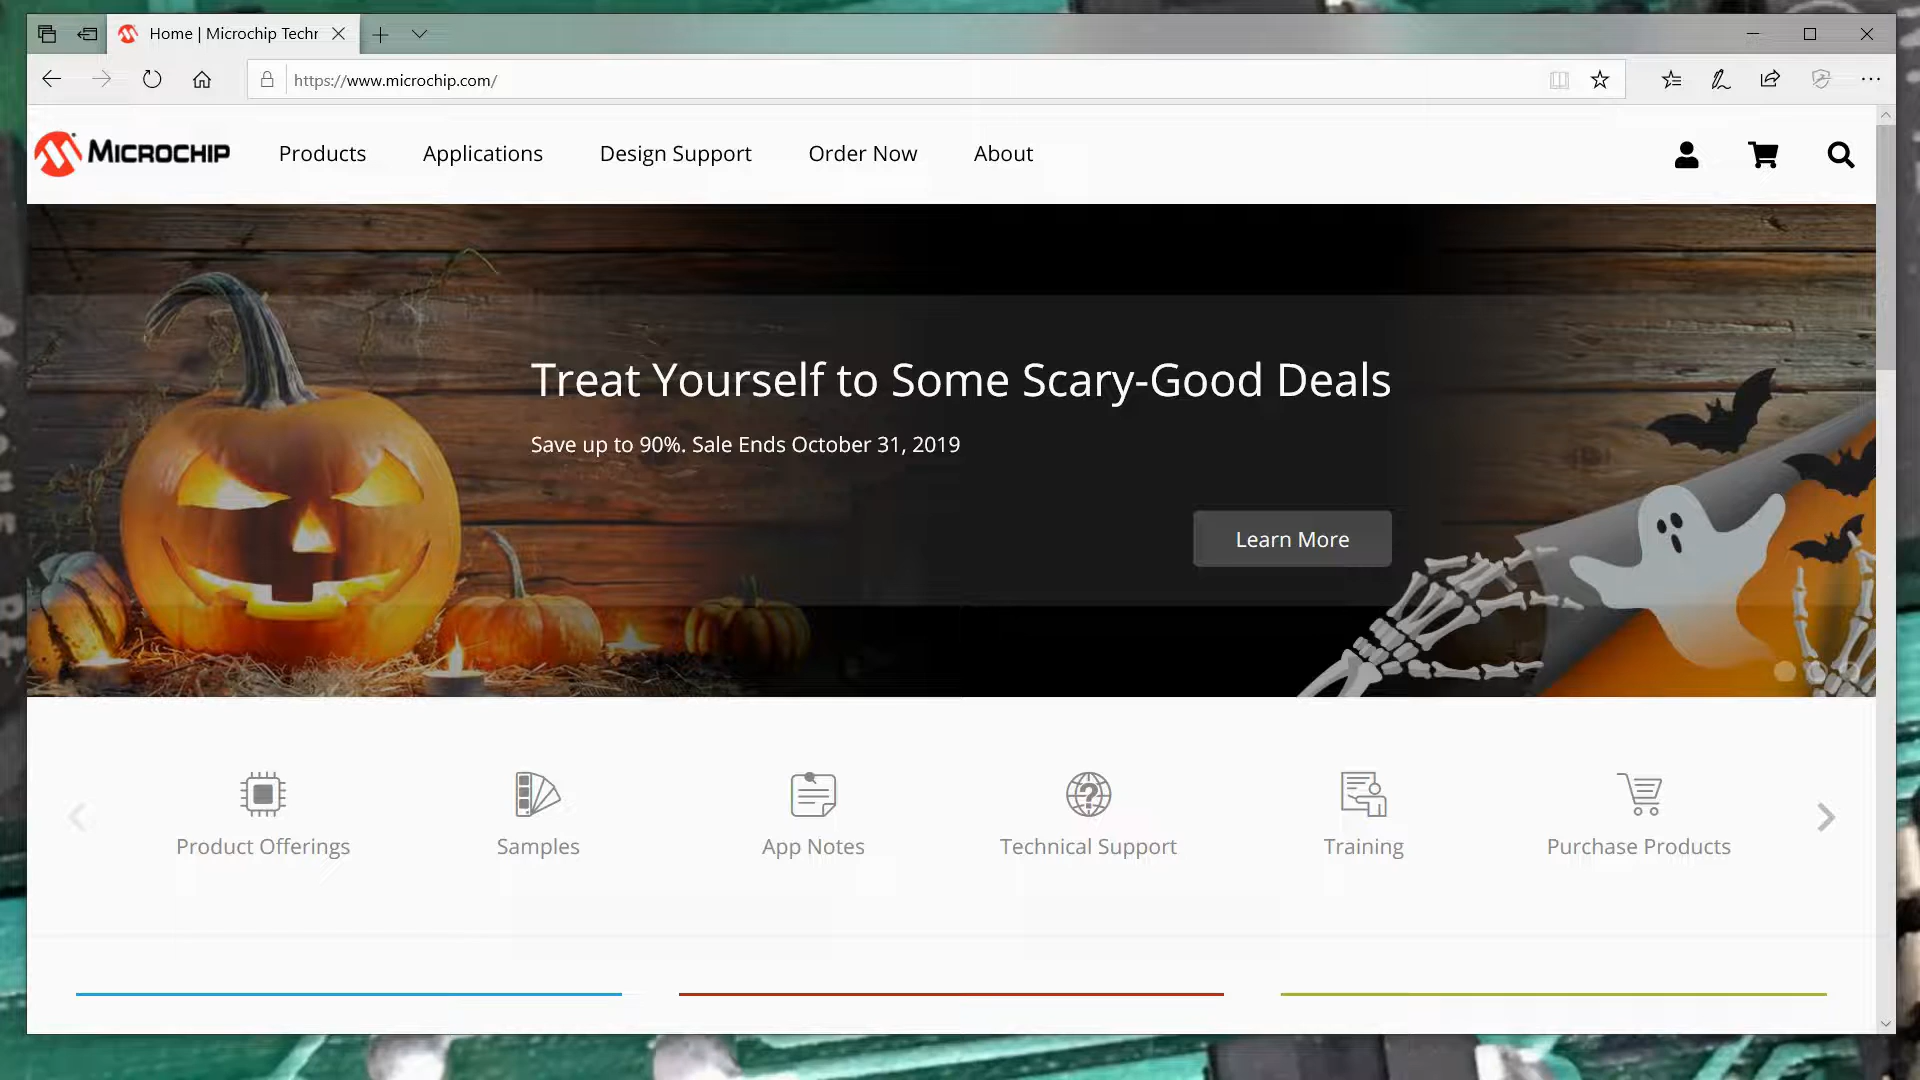 Home | Microchip Techr
https://www.microchip.com/
MICROCHIP Products Applications Design Support Order Now About
Treat Yourself to Some Scary-Good Deals
Save up to 90%. Sale Ends October 31, 2019
Learn More
Product Offerings Samples App Notes Technical Support Training Purchase Products